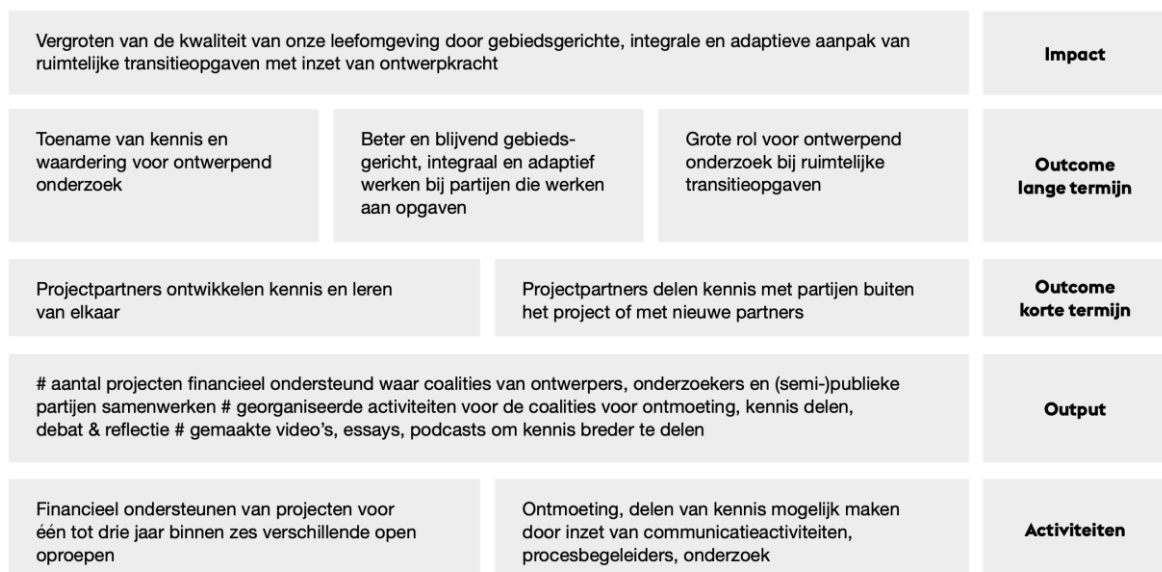 Vergroten van de kwaliteit van onze leefomgeving door gebiedsgerichte, integrale en adaptieve aanpak van
ruimtelijke transitieopgaven met inzet van ontwerpkracht
Impact
Toename van kennis en
waardering voor ontwerpend
onderzoek
Beter en blijvend gebieds-
gericht, integraal en adaptief
werken bij partijen die werken
aan opgaven
Grote rol voor ontwerpend
onderzoek bij ruimtelijke
transitieopgaven
Outcome
lange termijn
Projectpartners ontwikkelen kennis en leren
van elkaar
Projectpartners delen kennis met partijen buiten
het project of met nieuwe partners
Outcome
korte termijn
# aantal projecten financieel ondersteund waar coalities van ontwerpers, onderzoekers en (semi-)publieke
partijen samenwerken # georganiseerde activiteiten voor de coalities voor ontmoeting, kennis delen,
debat & reflectie # gemaakte video’s, essays, podcasts om kennis breder te delen
Output
Financieel ondersteunen van projecten voor
één tot drie jaar binnen zes verschillende open
oproepen
Ontmoeting, delen van kennis mogelijk maken
door inzet van communicatieactiviteiten,
procesbegeleiders, onderzoek
Activiteiten